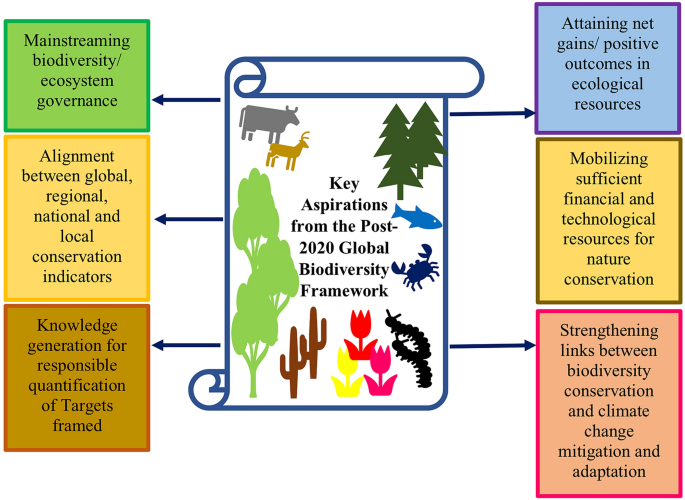 Mainstreaming
biodiversity/
ecosystem
governance
Alignment
between global,
regional,
national and
local
conservation
indicators
Knowledge
generation for
responsible
quantification
of Targets
framed
Key
Aspirations
from the Post-
2020 Global
Biodiversity
Framework
Attaining net
gains/ positive
outcomes in
ecological
resources
Mobilizing
sufficient
financial and
technological
resources for
nature
conservation
Strengthening
links between
biodiversity
conservation
and climate
change
mitigation and
adaptation